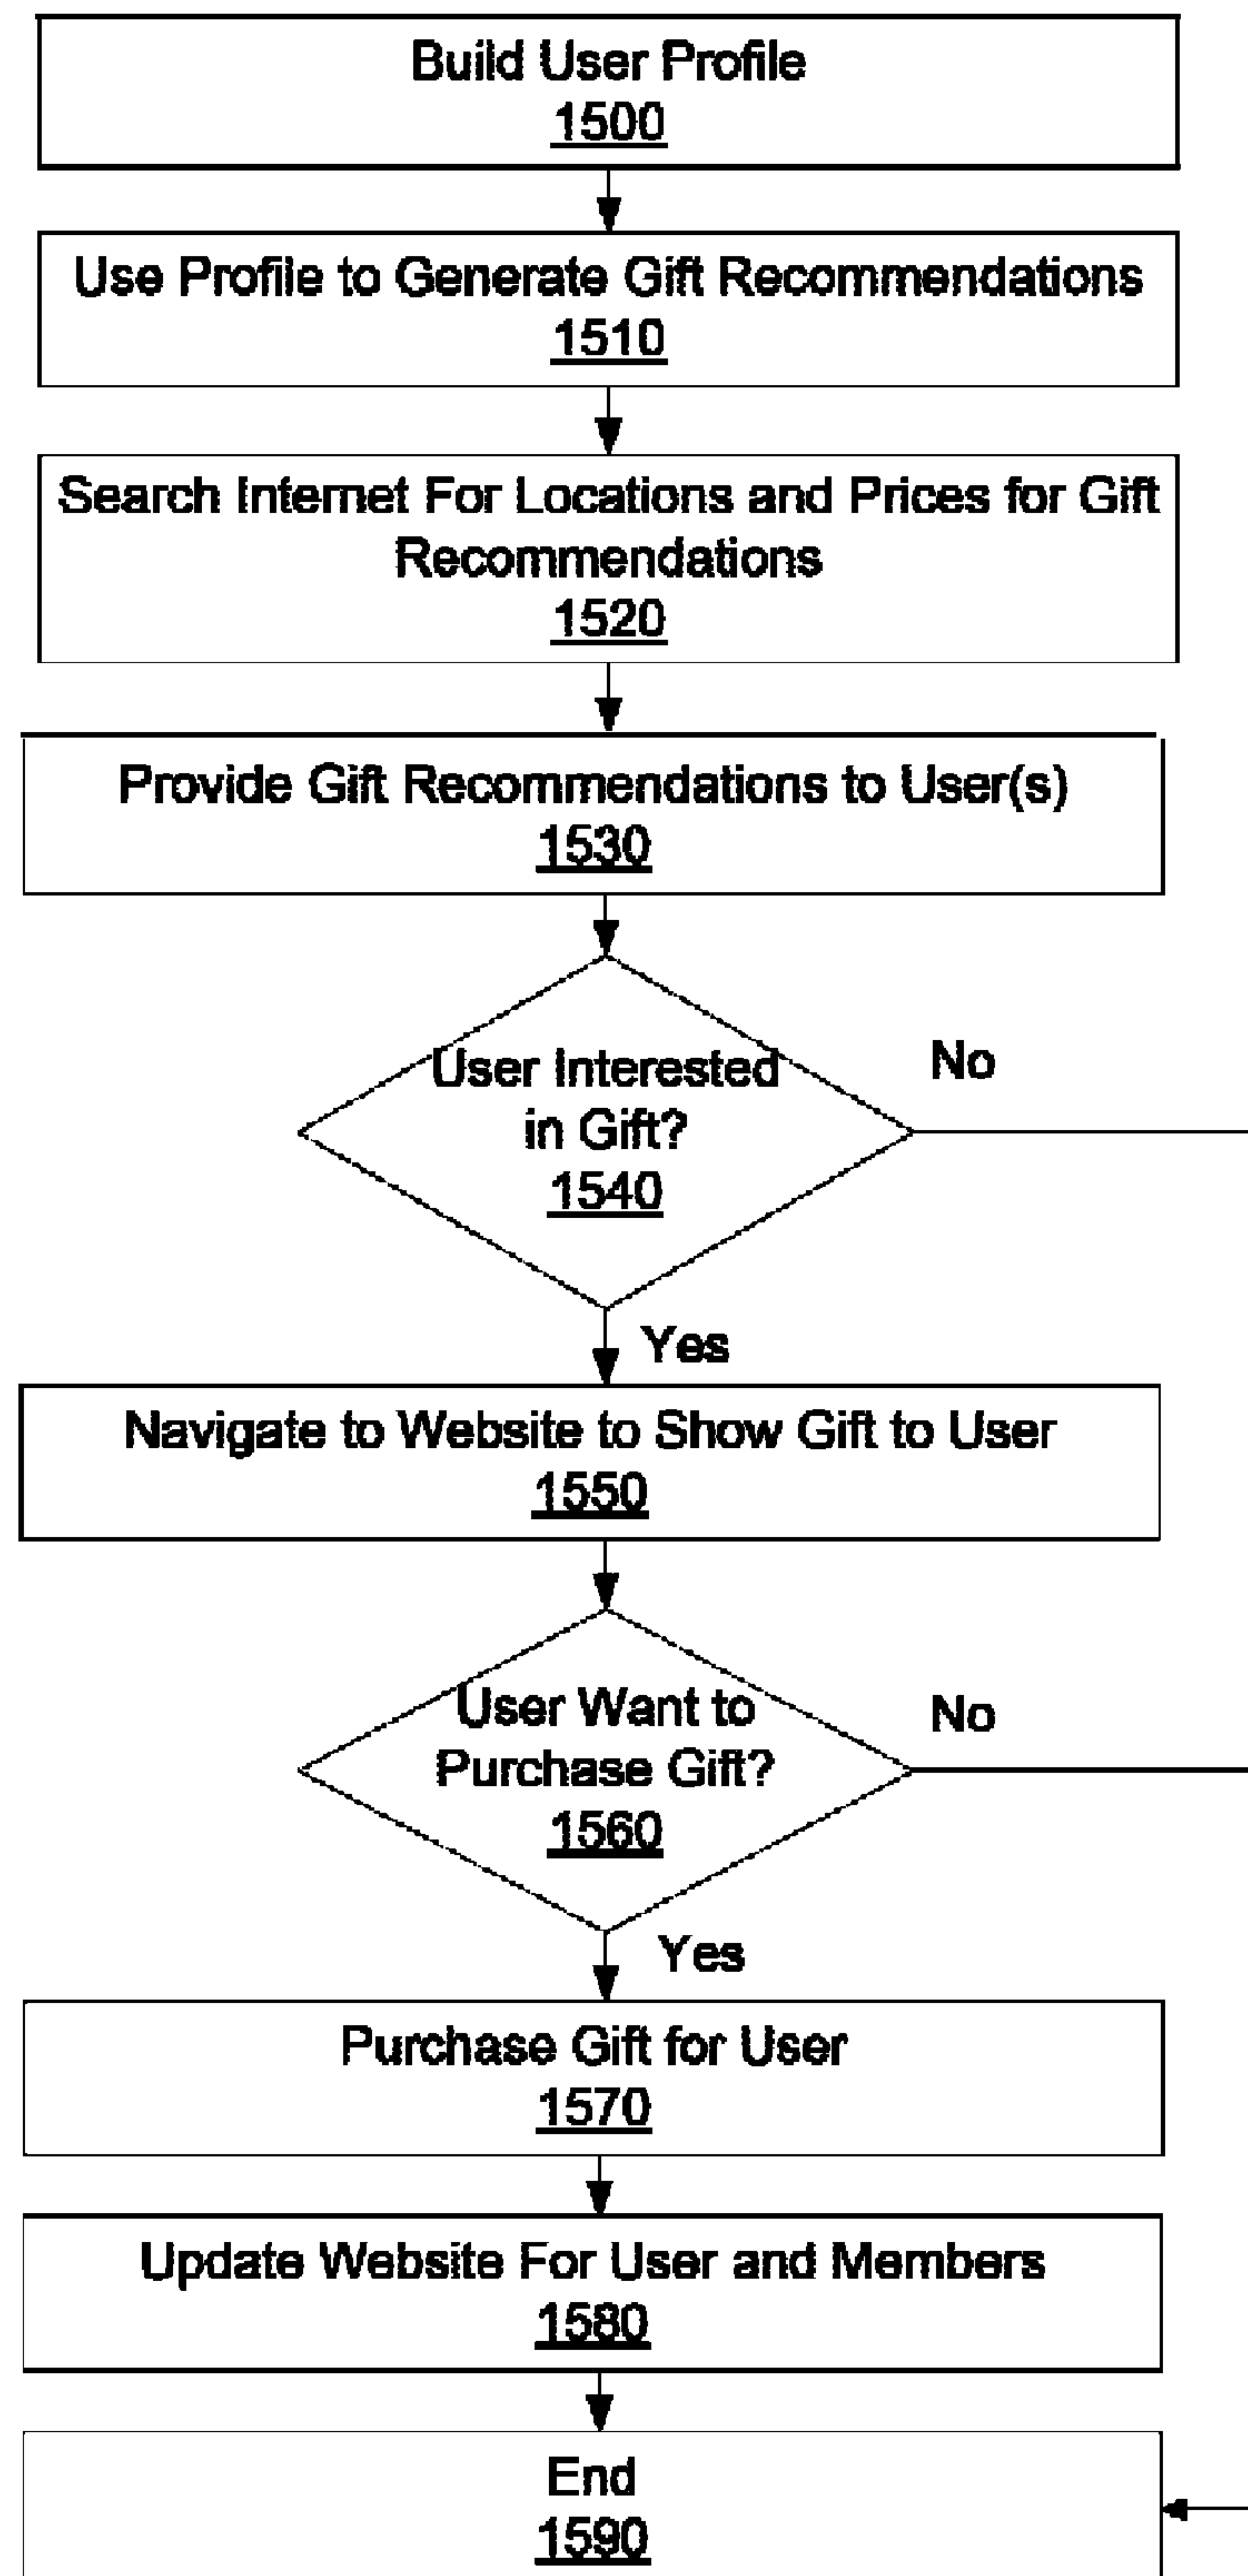 Build User Profile
1500
Use Profile to Generate Gift Recommendations
1510
Search Internet For Locations and Prices for Gift
Recommendations
1520
Provide Gift Recommendations to User(s)
1530
User Interested
in Gift?
1540
No
Yes
Navigate to Website to Show Gift to User
1550
User Want to
Purchase Gift?
1560
No
Yes
Purchase Gift for User
1570
Update Website For User and Members
1580
End
1590